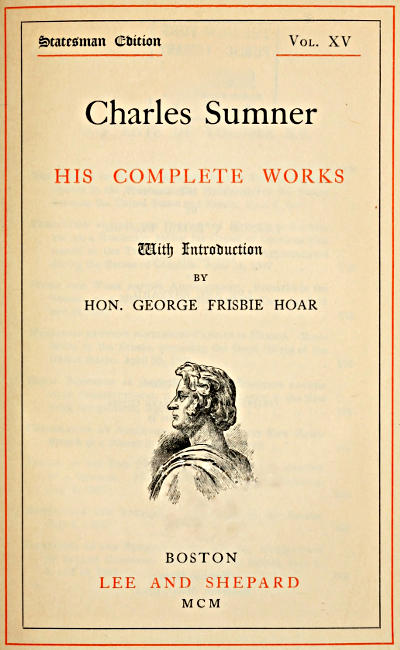 Statesman Edition VOL. XV
Charles Sumner
HIS COMPLETE WORKS
With Introduction
BY
HON. GEORGE FRISBIE HOAR
BOSTON
LEE AND SHEPARD
MCM